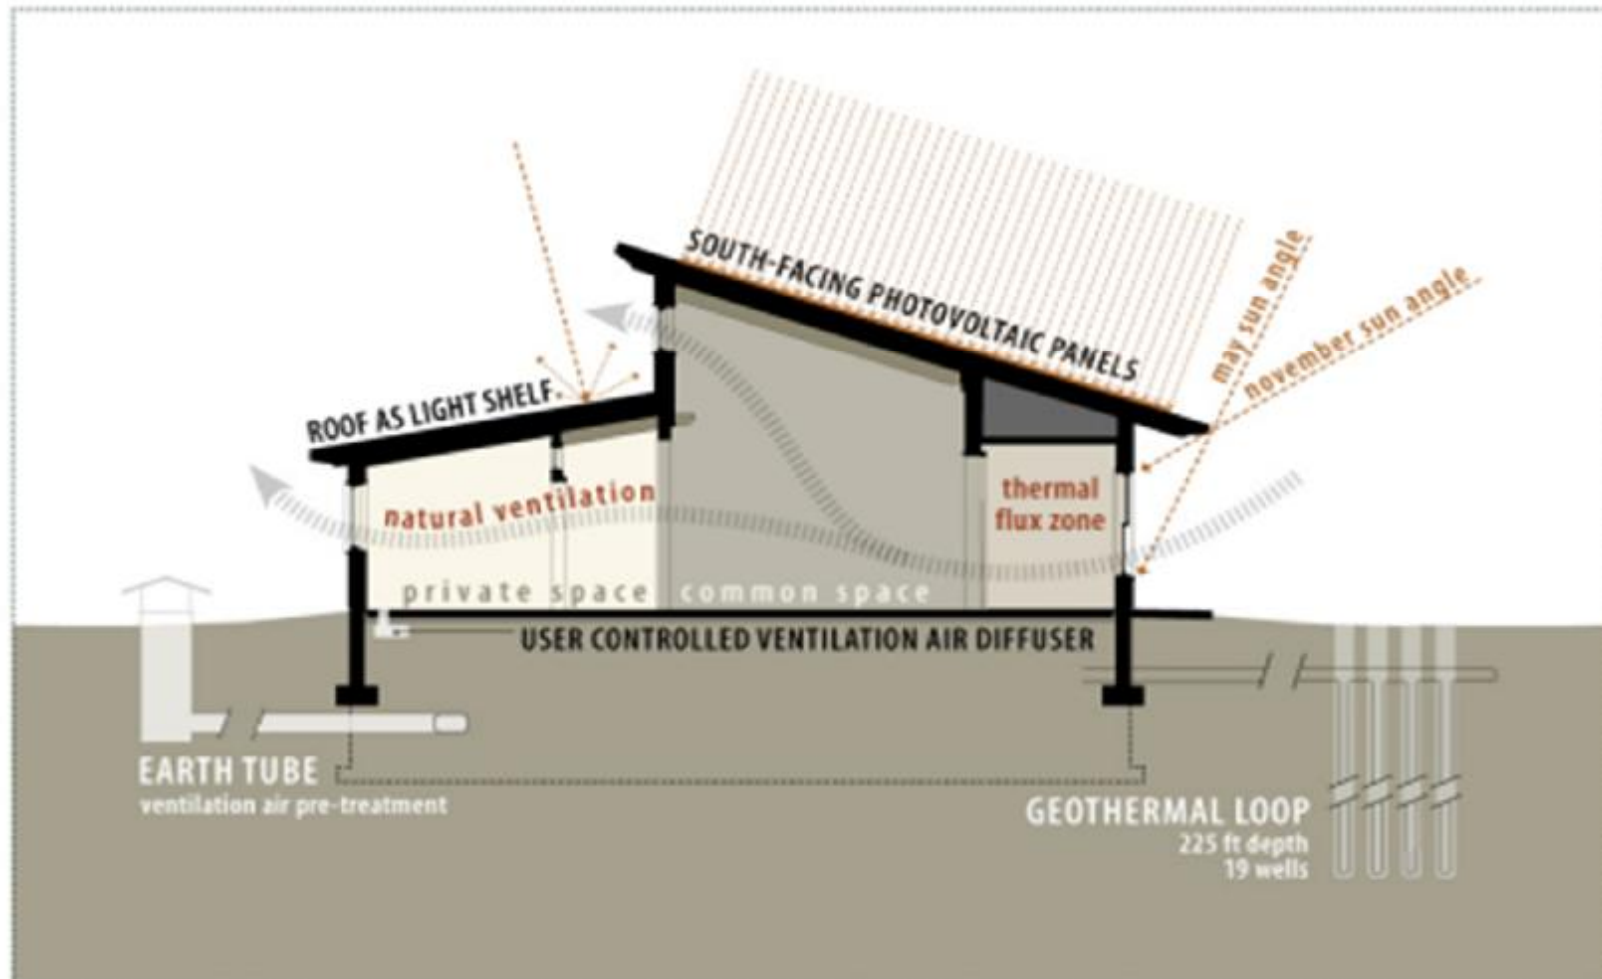 SOUTH-FACING PHOTOVOLTAIC PANELS
may sun angle
november sun angle
ROOF AS LIGHT SHELF
natural ventilation
thermal
flux zone
private space
common space
USER CONTROLLED VENTILATION AIR DIFFUSER
EARTH TUBE
ventilation air pre-treatment
GEOTHERMAL LOOP
225 ft depth
19 wells